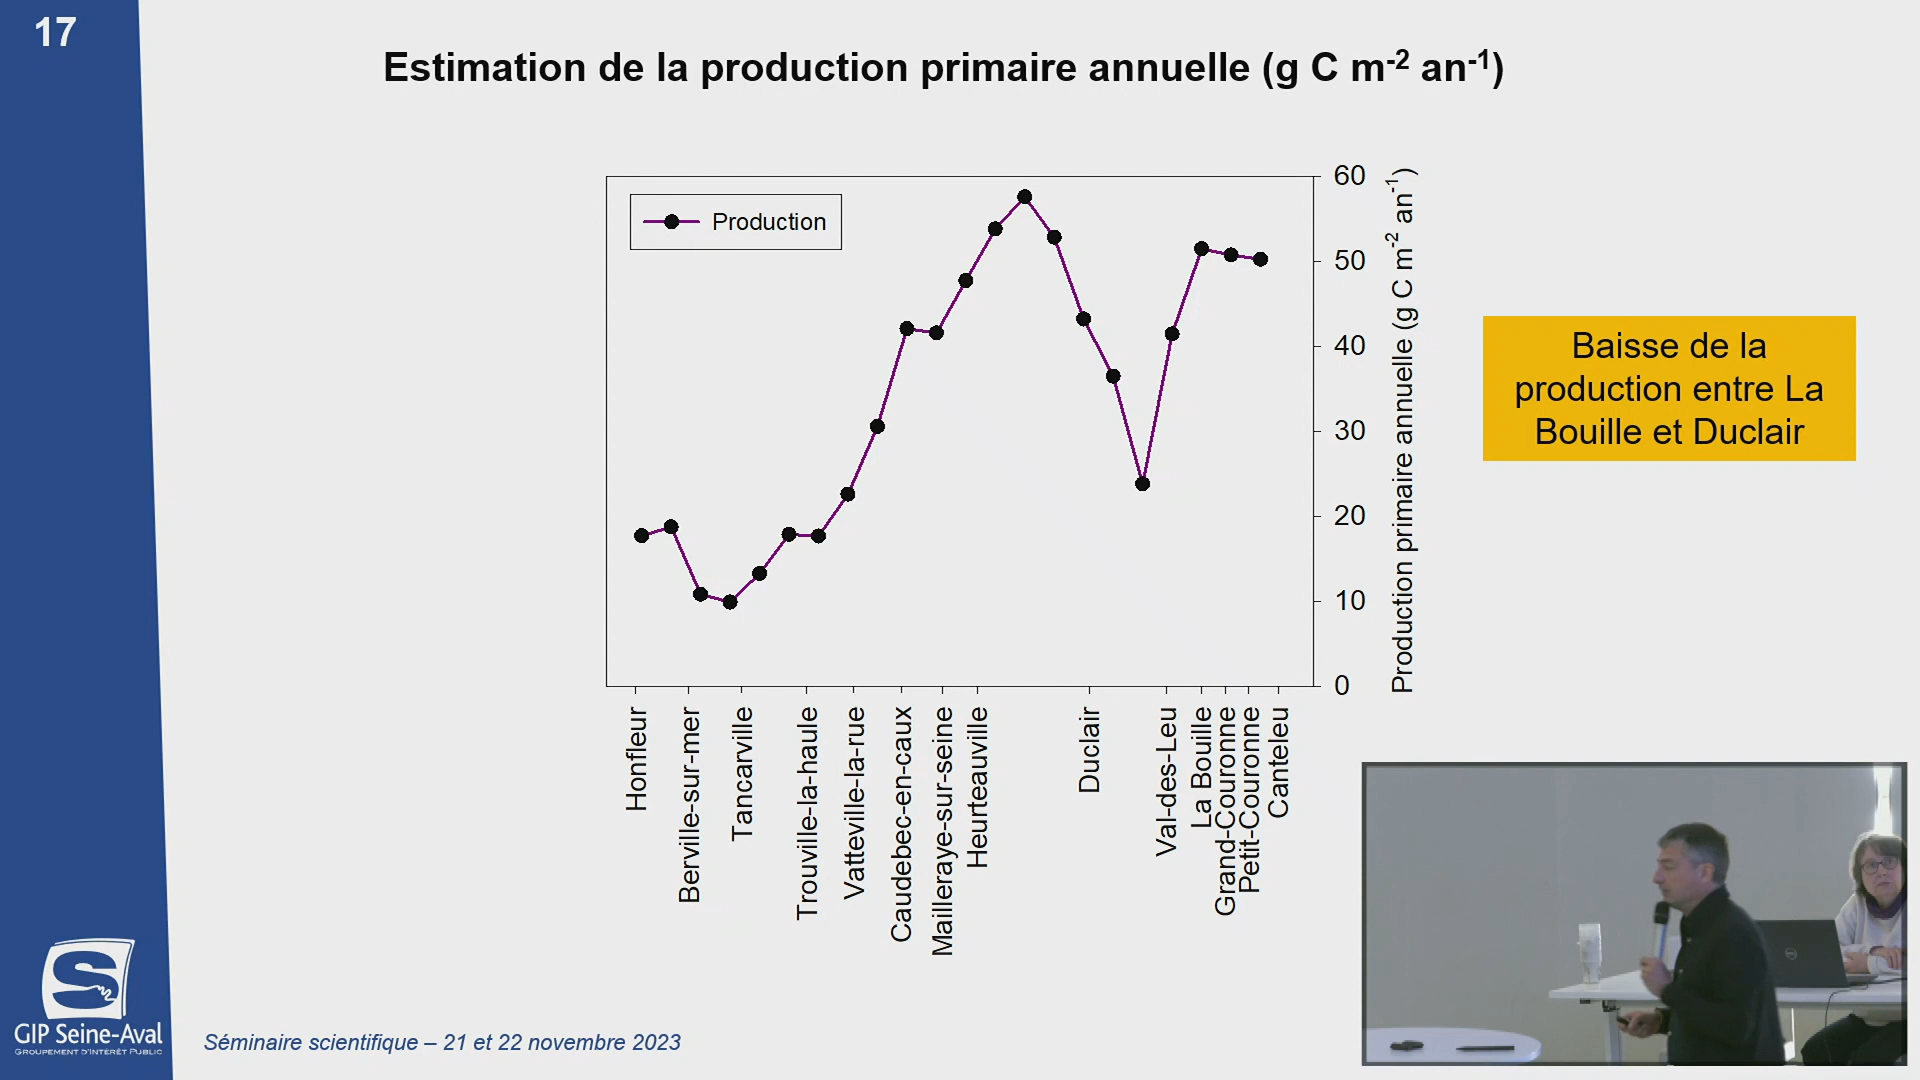 17
Estimation de la production primaire annuelle (g C m-2 an-1)
Production
60
50
40
30
20
10
0
Production primaire annuelle (g C m-2 an-1)
Honfleur
Berville-sur-mer
Tancarville
Trouville-la-haule
Vatteville-la-rue
Caudebec-en-caux
Mailleraye-sur-seine
Heurteauville
Duclair
Val-des-Leu
La Bouille
Grand-Couronne
Petit-Couronne
Canteleu
Baisse de la
production entre La
Bouille et Duclair
S
GIP Seine-Aval
GROUPEMENT D'INTÉRÊT PUBLIC
Séminaire scientifique – 21 et 22 novembre 2023